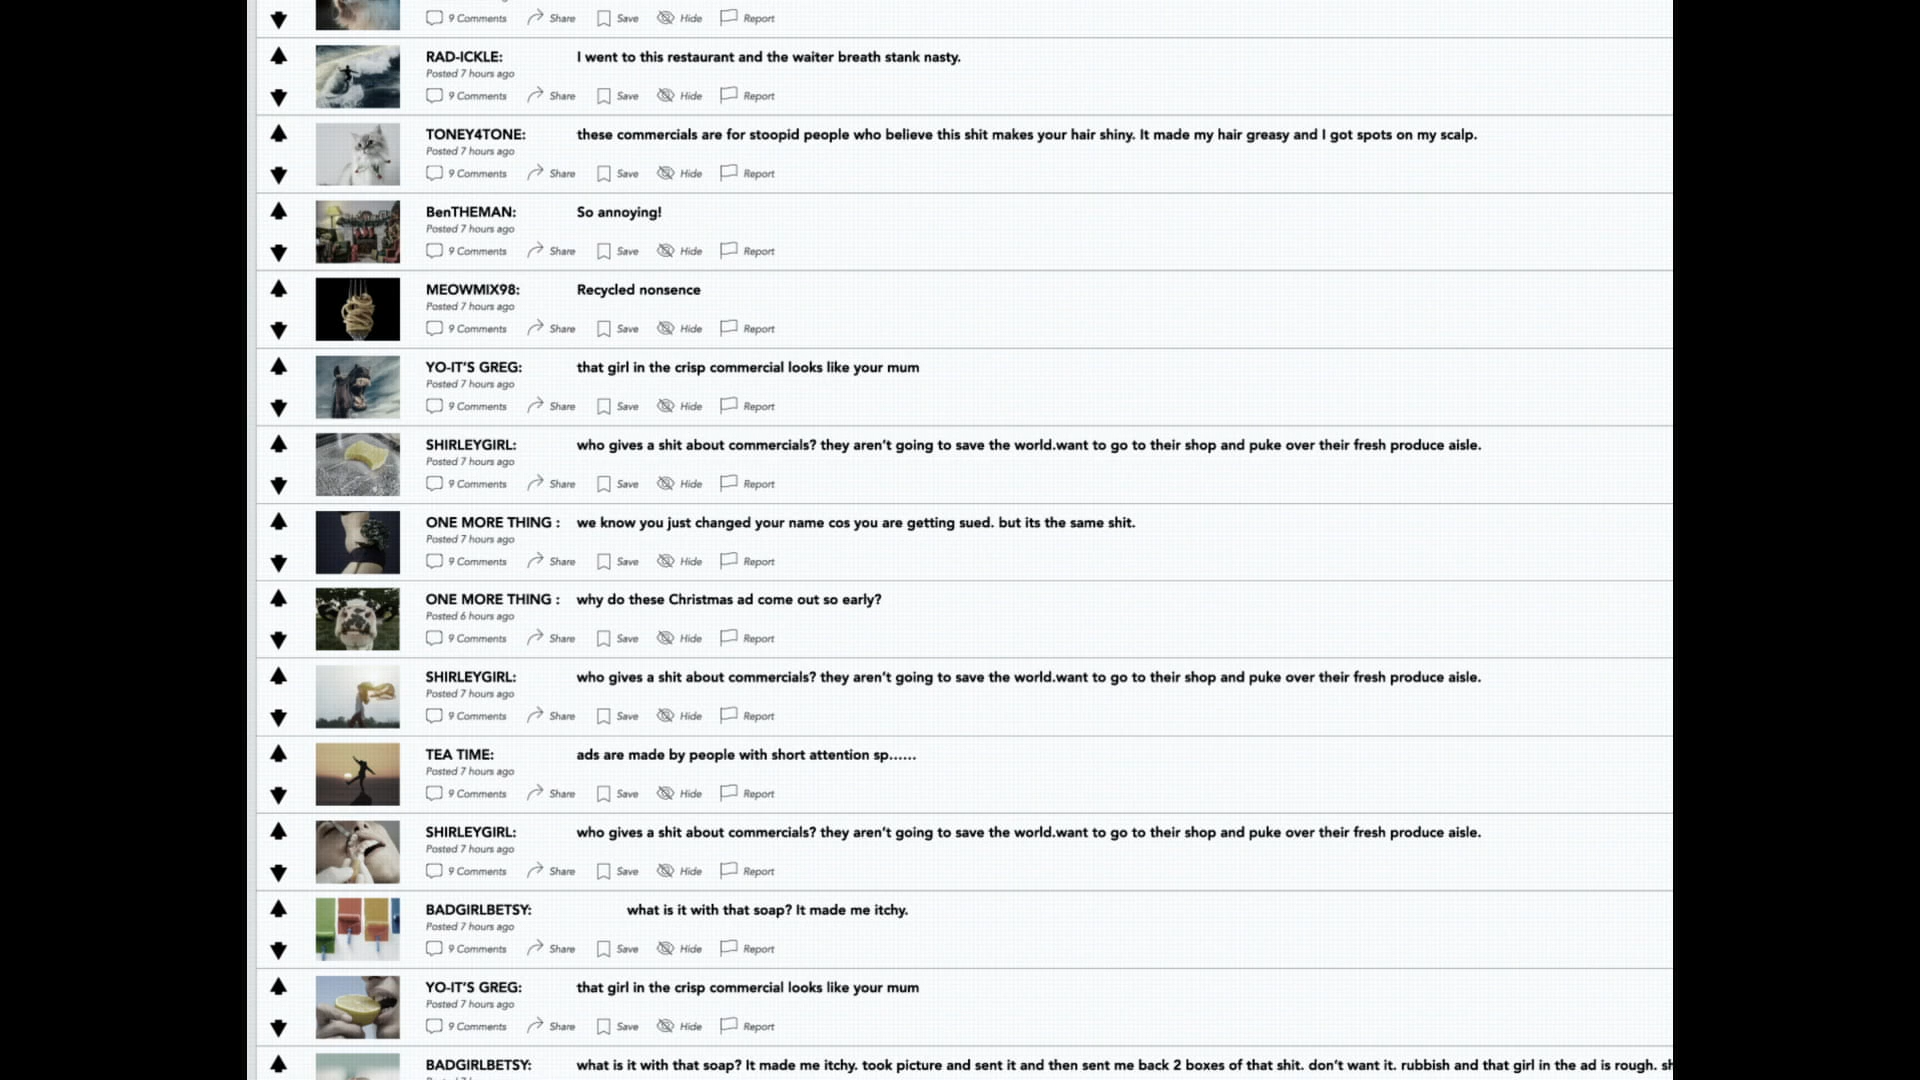 9 Comments Share Save Hide Report
RAD-ICKLE: I went to this restaurant and the waiter breath stank nasty.
Posted 7 hours ago
9 Comments Share Save Hide Report
TONEY4TONE: these commercials are for stoopid people who believe this shit makes your hair shiny. It made my hair greasy and I got spots on my scalp.
Posted 7 hours ago
9 Comments Share Save Hide Report
BenTHEMAN: So annoying!
Posted 7 hours ago
9 Comments Share Save Hide Report
MEOWMIX98: Recycled nonsence
Posted 7 hours ago
9 Comments Share Save Hide Report
YO-IT'S GREG: that girl in the crisp commercial looks like your mum
Posted 7 hours ago
9 Comments Share Save Hide Report
SHIRLEYGIRL: who gives a shit about commercials? they aren't going to save the world.want to go to their shop and puke over their fresh produce aisle.
Posted 7 hours ago
9 Comments Share Save Hide Report
ONE MORE THING : we know you just changed your name cos you are getting sued. but its the same shit.
Posted 7 hours ago
9 Comments Share Save Hide Report
ONE MORE THING : why do these Christmas ad come out so early?
Posted 6 hours ago
9 Comments Share Save Hide Report
SHIRLEYGIRL: who gives a shit about commercials? they aren't going to save the world.want to go to their shop and puke over their fresh produce aisle.
Posted 7 hours ago
9 Comments Share Save Hide Report
TEA TIME: ads are made by people with short attention sp......
Posted 7 hours ago
9 Comments Share Save Hide Report
SHIRLEYGIRL: who gives a shit about commercials? they aren't going to save the world.want to go to their shop and puke over their fresh produce aisle.
Posted 7 hours ago
9 Comments Share Save Hide Report
BADGIRLBETSY: what is it with that soap? It made me itchy.
Posted 7 hours ago
9 Comments Share Save Hide Report
YO-IT'S GREG: that girl in the crisp commercial looks like your mum
Posted 7 hours ago
9 Comments Share Save Hide Report
BADGIRLBETSY: what is it with that soap? It made me itchy. took picture and sent it and then sent me back 2 boxes of that shit. don't want it. rubbish and that girl in the ad is rough.